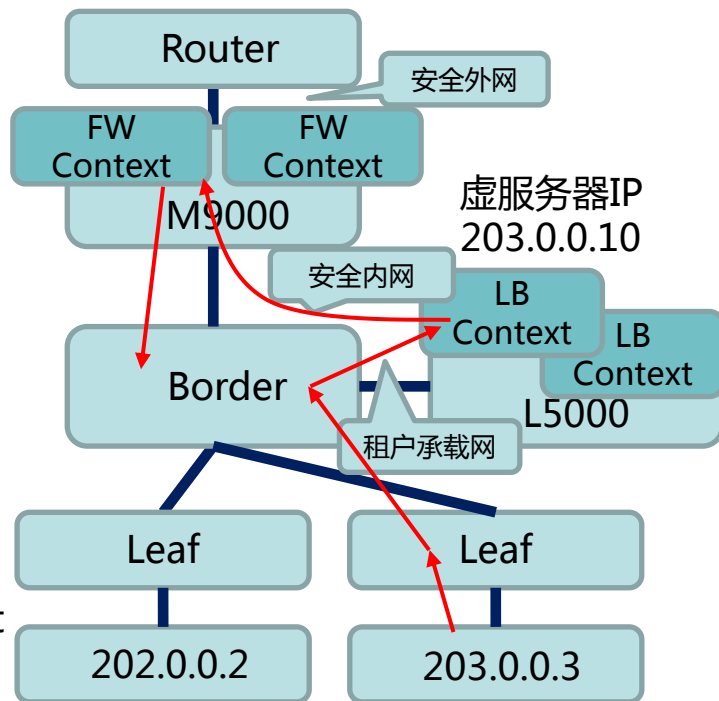 Router
安全外网
FW
Context
FW
Context
M9000
虚服务器IP
203.0.0.10
安全内网
LB
Context
LB
Context
Border
L5000
租户承载网
Leaf
Leaf
t
202.0.0.2
203.0.0.3